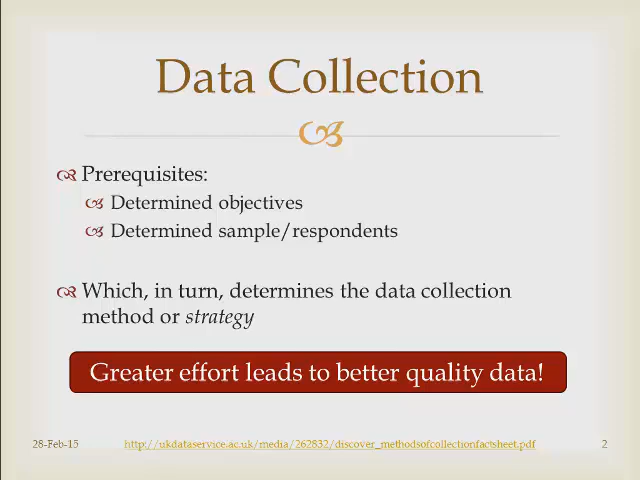 Data Collection
Prerequisites:
Determined objectives
Determined sample/respondents
Which, in turn, determines the data collection
method or strategy
Greater effort leads to better quality data!
28-Feb-15 http://ukdataservice.ac.uk/media/262832/discover_methodsofcollectionfactsheet.pdf 2